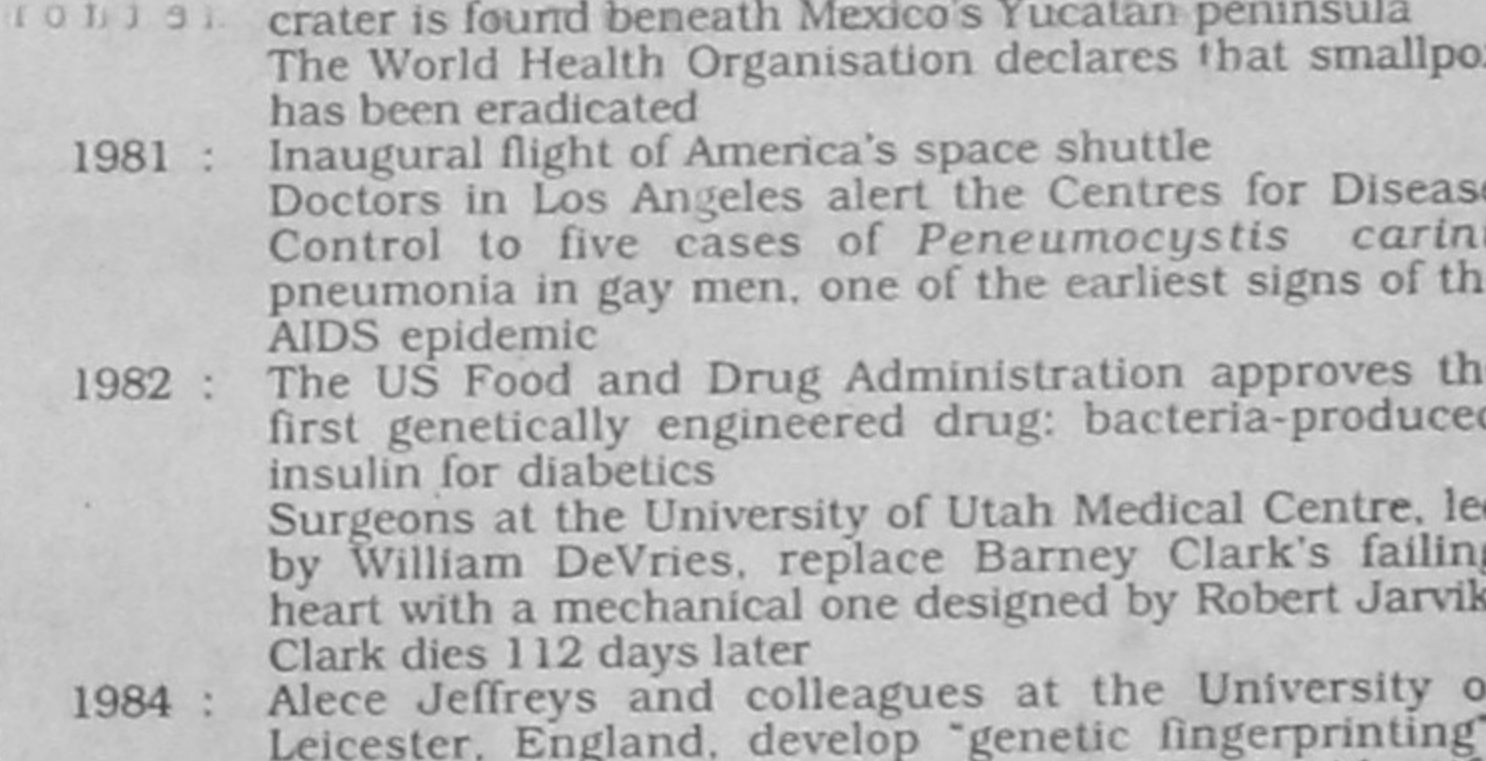 crater is found beneath Mexico's Yucatan peninsula
The World Health Organisation declares that smallpo
has been eradicated
1981 : Inaugural flight of America's space shuttle
Doctors in Los Angeles alert the Centres for Diseas
Control to five cases of Peneumocystis carin
pneumonia in gay men, one of the earliest signs of th
AIDS epidemic
1982 : The US Food and Drug Administration approves th
first genetically engineered drug: bacteria-produced
insulin for diabetics
Surgeons at the University of Utah Medical Centre, led
by William DeVries, replace Barney Clark's failing
heart with a mechanical one designed by Robert Jarvik
Clark dies 112 days later
1984 : Alece Jeffreys and colleagues at the University o
Leicester, England, develop "genetic fingerprinting"